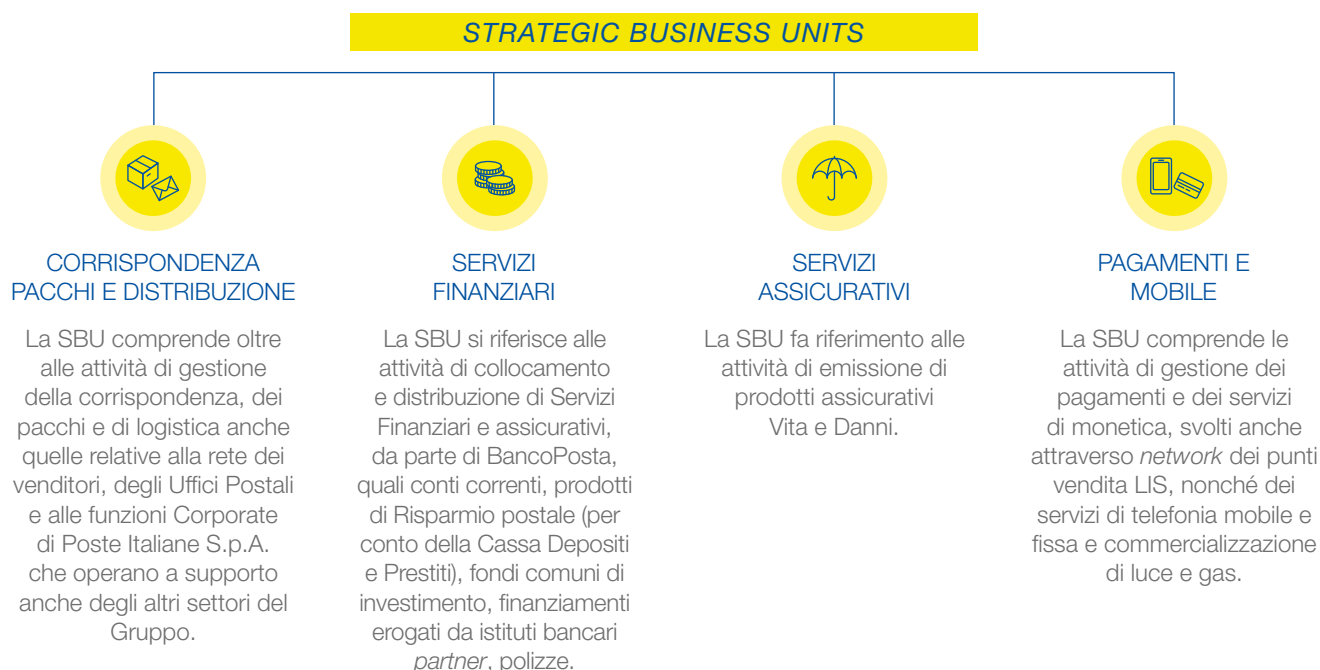 STRATEGIC BUSINESS UNITS
CORRISPONDENZA
PACCHI E DISTRIBUZIONE
La SBU comprende oltre
alle attività di gestione
della corrispondenza, dei
pacchi e di logistica anche
quelle relative alla rete dei
venditori, degli Uffici Postali
e alle funzioni Corporate
di Poste Italiane S.p.A.
che operano a supporto
anche degli altri settori del
Gruppo.
SERVIZI
FINANZIARI
La SBU si riferisce alle
attività di collocamento
e distribuzione di Servizi
Finanziari e assicurativi,
da parte di BancoPosta,
quali conti correnti, prodotti
di Risparmio postale (per
conto della Cassa Depositi
e Prestiti), fondi comuni di
investimento, finanziamenti
erogati da istituti bancari
partner, polizze.
SERVIZI
ASSICURATIVI
La SBU fa riferimento alle
attività di emissione di
prodotti assicurativi
Vita e Danni.
PAGAMENTI E
MOBILE
La SBU comprende le
attività di gestione dei
pagamenti e dei servizi
di monetica, svolti anche
attraverso network dei punti
vendita LIS, nonché dei
servizi di telefonia mobile e
fissa e commercializzazione
di luce e gas.